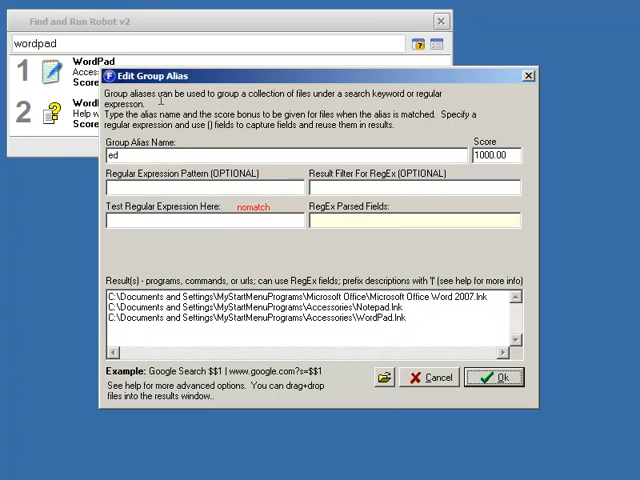 Find and Run Robot v2
wordpad
1
WordPad
Acces
Score
2
Wordl
Help w
Score
Edit Group Alias
Group aliases can be used to group a collection of files under a search keyword or regular
expresson.
Type the alias name and the score bonus to be given for files when the alias is matched. Specify a
regular expression and use () fields to capture fields and reuse them in results.
Group Alias Name:
Score
ed
1000.00
Regular Expression Pattern (OPTIONAL)
Result Filter For RegEx (OPTIONAL)
Test Regular Expression Here:
nomatch
RegEx Parsed Fields:
Result(s) - programs, commands, or urls; can use RegEx fields; prefix descriptions with '|' (see help for more info)
C:\Documents and Settings\MyStartMenuPrograms\Microsoft Office\Microsoft Office Word 2007.lnk
C:\Documents and Settings\MyStartMenuPrograms\Accessories\Notepad.lnk
C:\Documents and Settings\MyStartMenuPrograms\Accessories\WordPad.lnk
Example: Google Search $$1 | www.google.com?s=$$1
See help for more advanced options. You can drag+drop
files into the results window..
Cancel
Ok